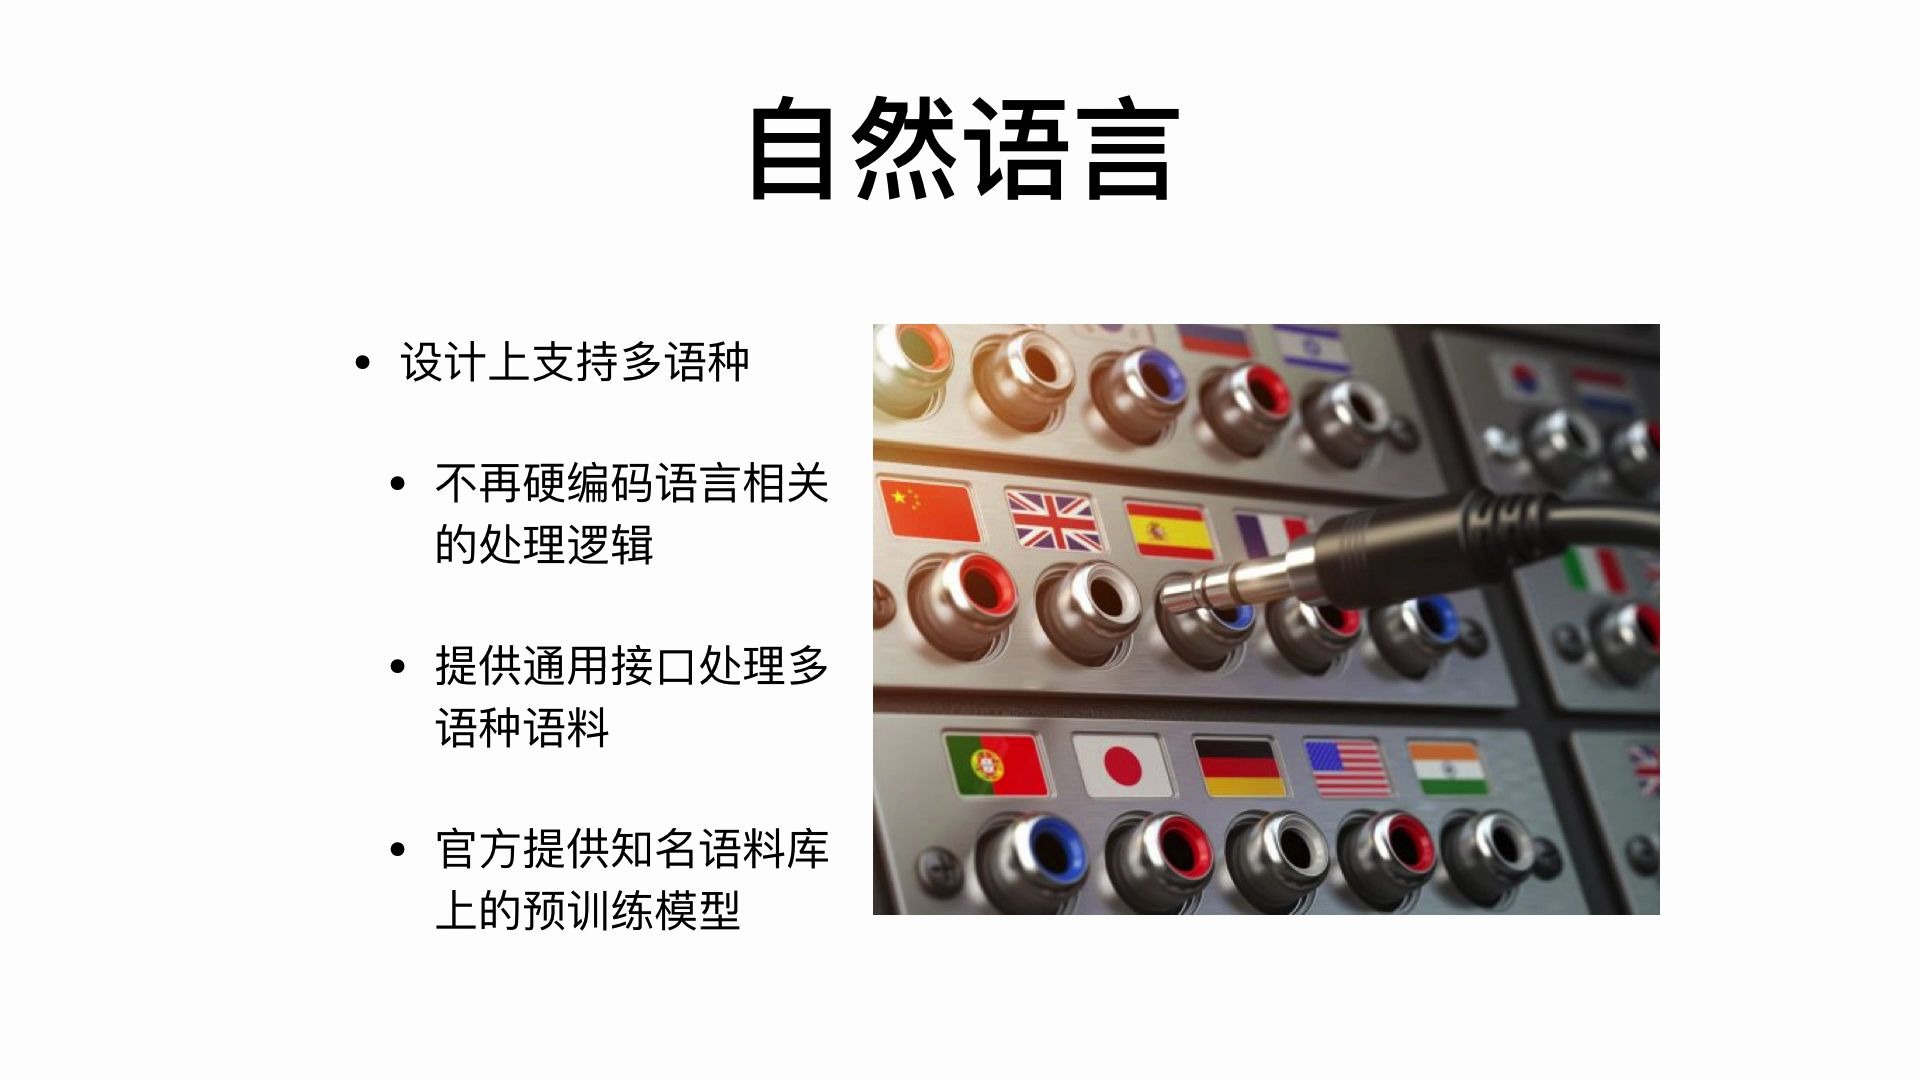 自然语言
• 设计上支持多语种
• 不再硬编码语言相关
的处理逻辑
• 提供通用接口处理多
语种语料
• 官方提供知名语料库
上的预训练模型